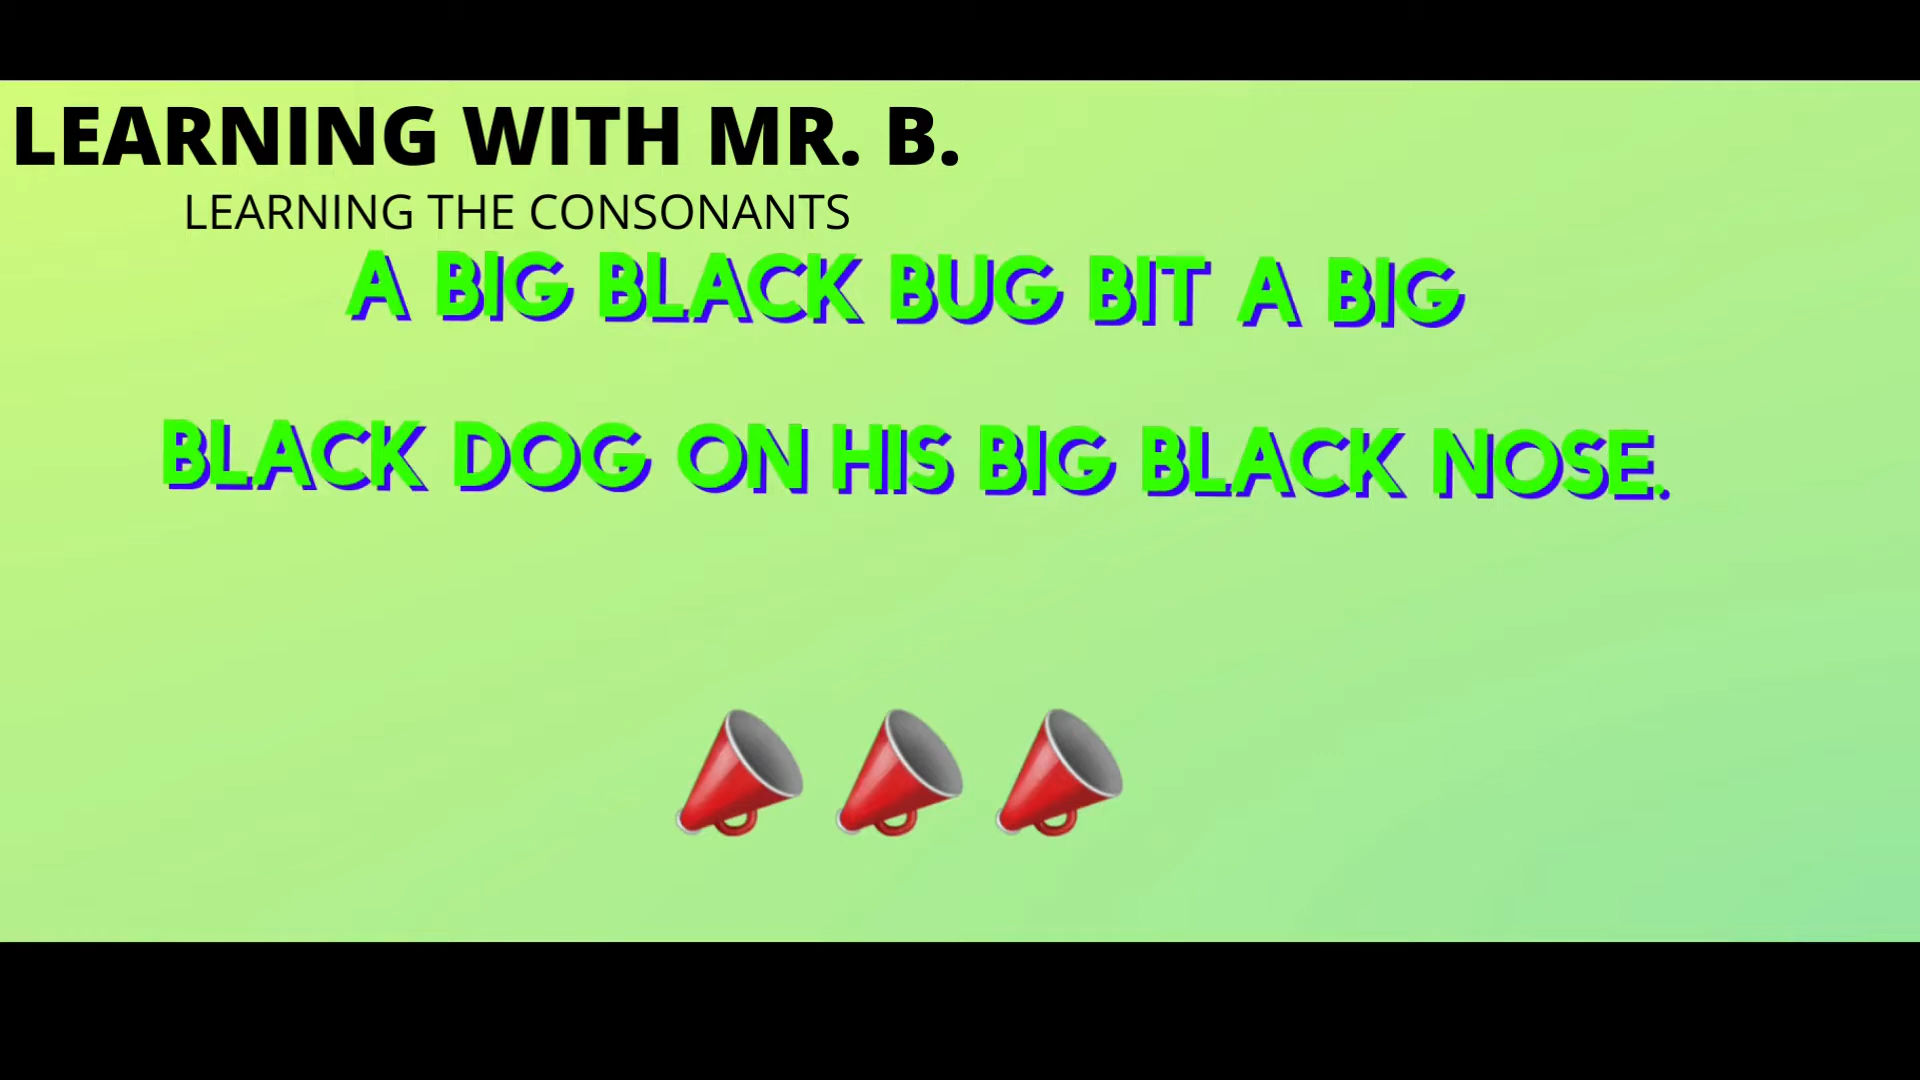 LEARNING WITH MR. B.
LEARNING THE CONSONANTS
A BIG BLACK BUG BIT A BIG
BLACK DOG ON HIS BIG BLACK NOSE.